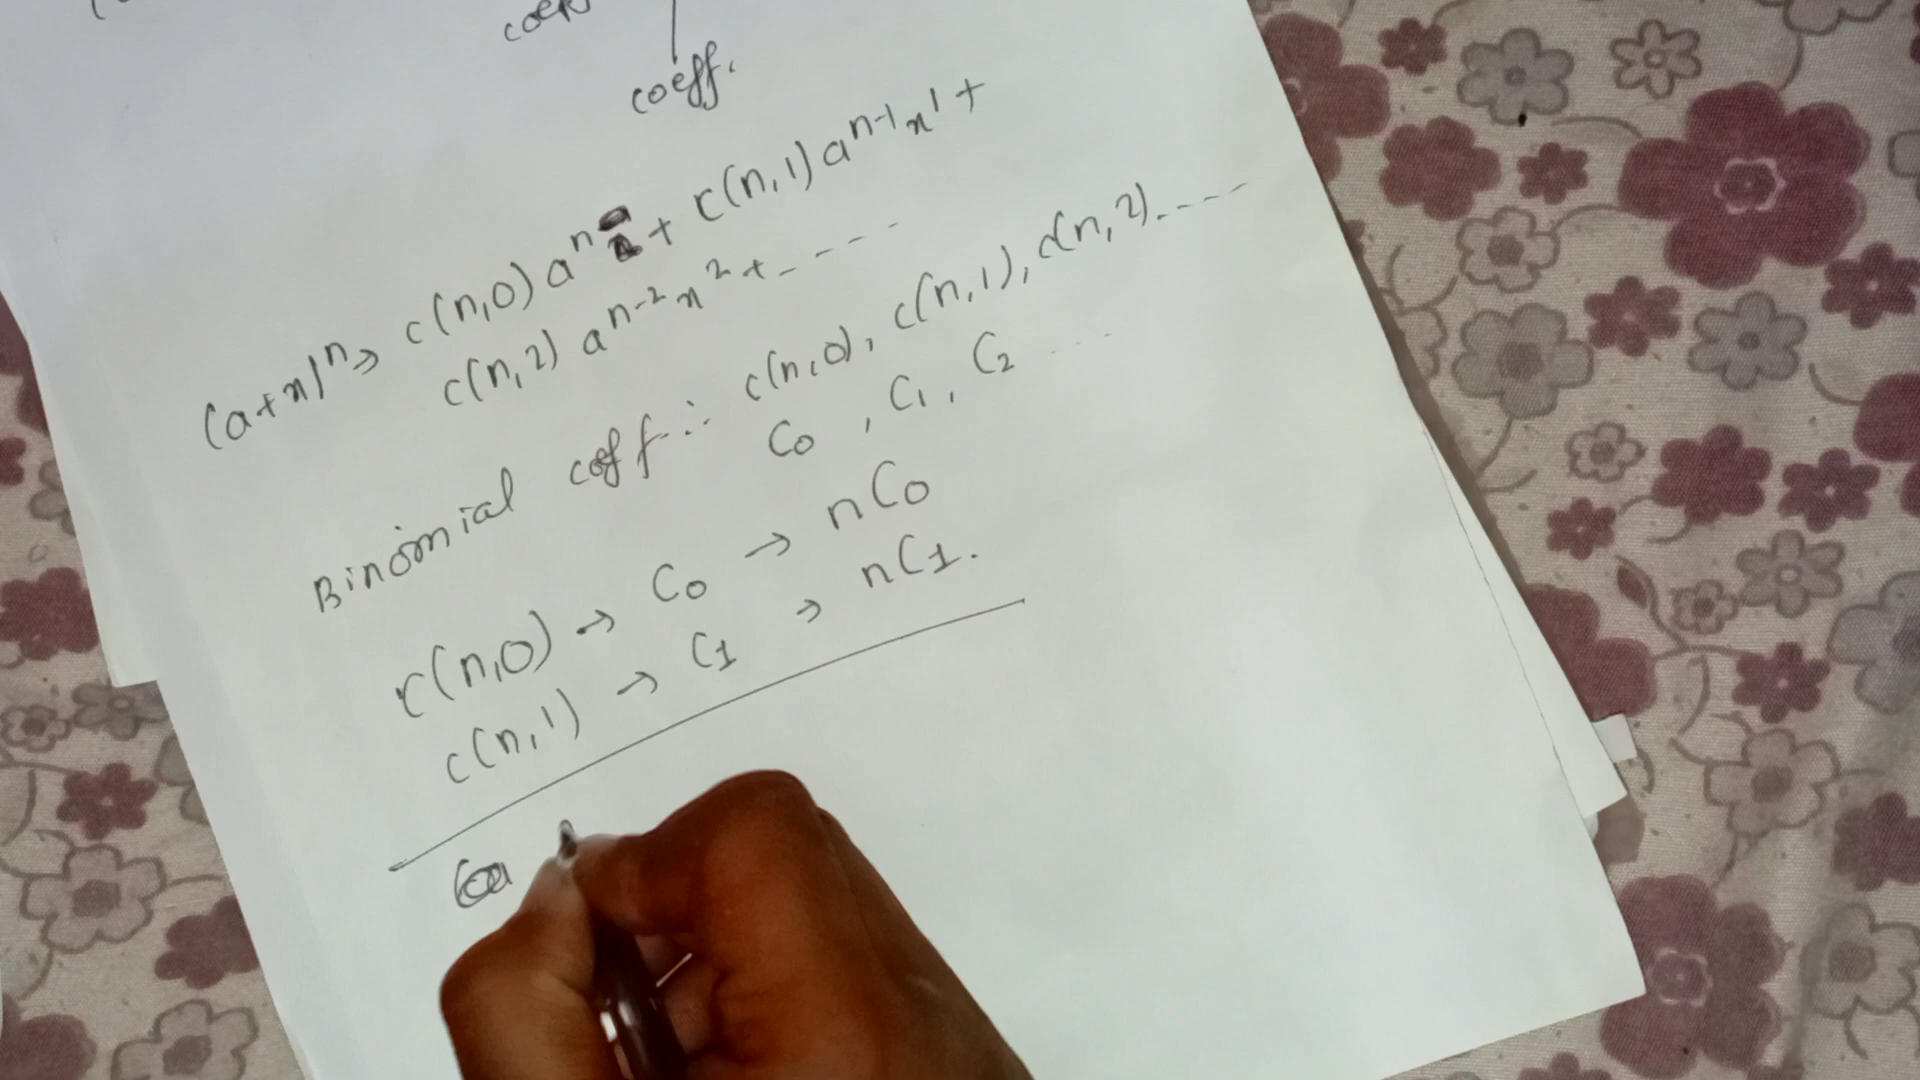 coeff.
(a+x)^n → c(n,0) a^n + c(n,1) a^n-1 x^1 +
c(n,2) a^n-2 x^2 + - - - -
Binomial coeff :- c(n,0), c(n,1), c(n,2). - - -
C0 , C1 , C2 ....
c(n,0) → C0 → nC0
c(n,1) → C1 → nC1.